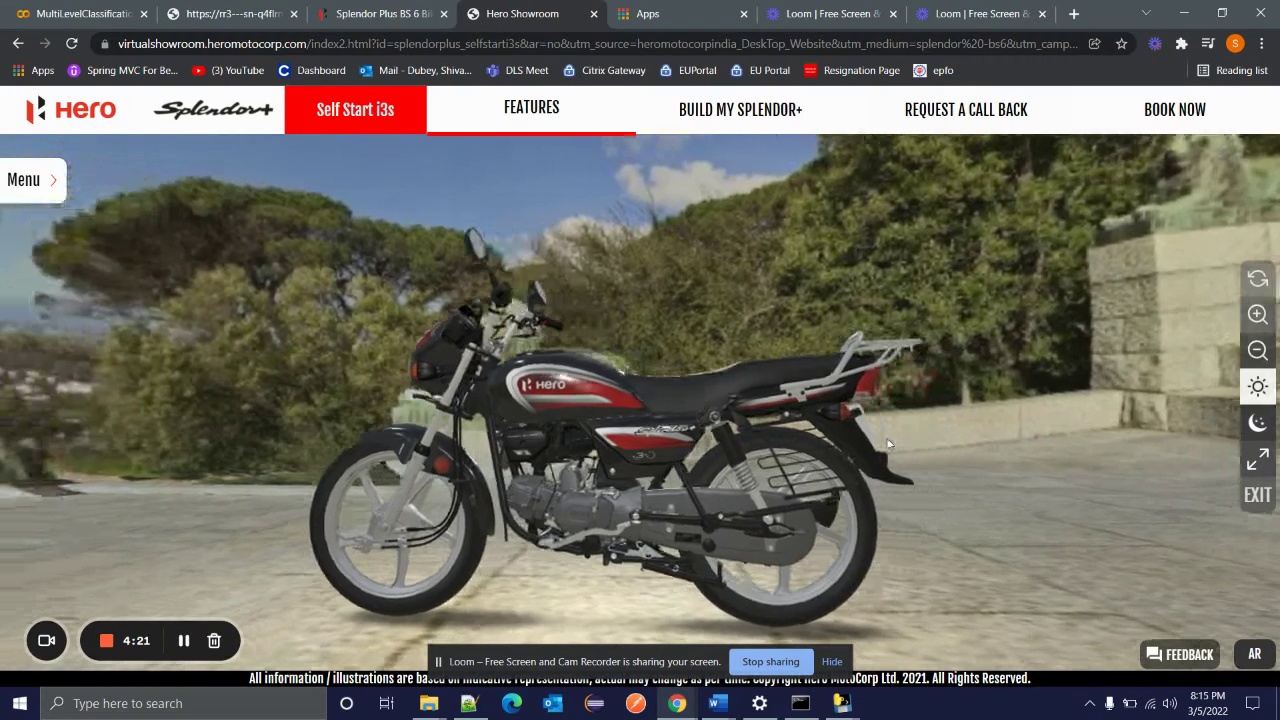 MultiLevelClassificatic
https://rr3---sn-q4flrn
Splendor Plus BS 6 Bik
Hero Showroom
Apps
Loom | Free Screen &
Loom | Free Screen &
virtualshowroom.heromotocorp.com/index2.html?id=splendorplus_selfstarti3s&at=no&utm_source=heromotocorpindia_DeskTop_Website&utm_medium=splendor%20-bs6&utm_camp...
S
Apps
Spring MVC For Be...
(3) YouTube
Dashboard
Mail - Dubey, Shiva...
DLS Meet
Citrix Gateway
EUPortal
EU Portal
Resignation Page
epfo
Reading list
Hero
Splendor+
Self Start i3s
FEATURES
BUILD MY SPLENDOR+
REQUEST A CALL BACK
BOOK NOW
Menu
Hero
EXIT
4:21
Loom – Free Screen and Cam Recorder is sharing your screen.
Stop sharing
Hide
FEEDBACK
AR
All information / illustrations are based on indicative representation, actual may change as per time. Copyright Hero MotoCorp Ltd. 2021. All Rights Reserved.
Type here to search
8:15 PM
3/5/2022